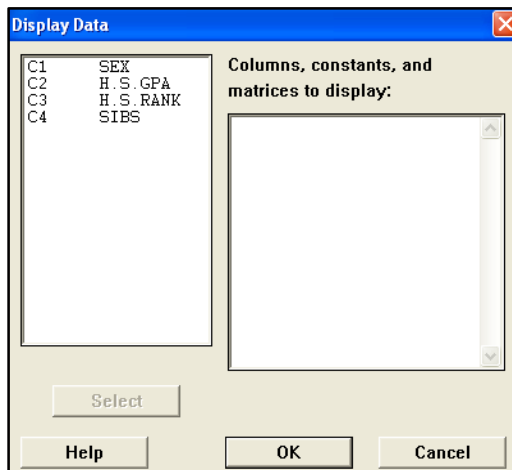 Display Data
C1 SEX
C2 H.S.GPA
C3 H.S.RANK
C4 SIBS
Columns, constants, and
matrices to display:
Select
Help OK Cancel